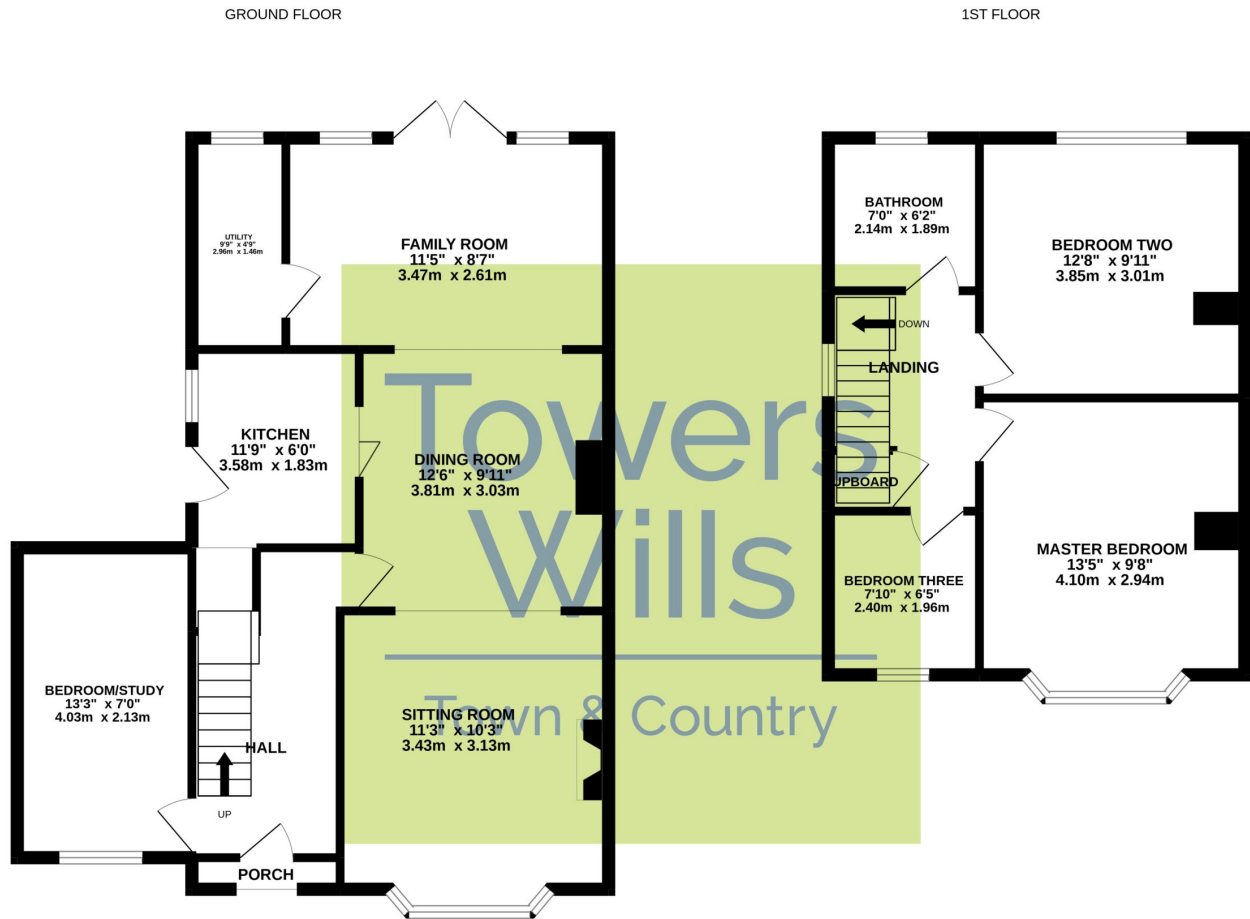 GROUND FLOOR
1ST FLOOR
UTILITY
9'9" x 4'9"
2.96m x 1.46m
FAMILY ROOM
11'5" x 8'7"
3.47m x 2.61m
KITCHEN
11'9" x 6'0"
3.58m x 1.83m
DINING ROOM
12'6" x 9'11"
3.81m x 3.03m
BEDROOM/STUDY
13'3" x 7'0"
4.03m x 2.13m
HALL
UP
SITTING ROOM
11'3" x 10'3"
3.43m x 3.13m
PORCH
BATHROOM
7'0" x 6'2"
2.14m x 1.89m
BEDROOM TWO
12'8" x 9'11"
3.85m x 3.01m
DOWN
LANDING
UPBOARD
BEDROOM THREE
7'10" x 6'5"
2.40m x 1.96m
MASTER BEDROOM
13'5" x 9'8"
4.10m x 2.94m
Towers
Wills
Town & Country